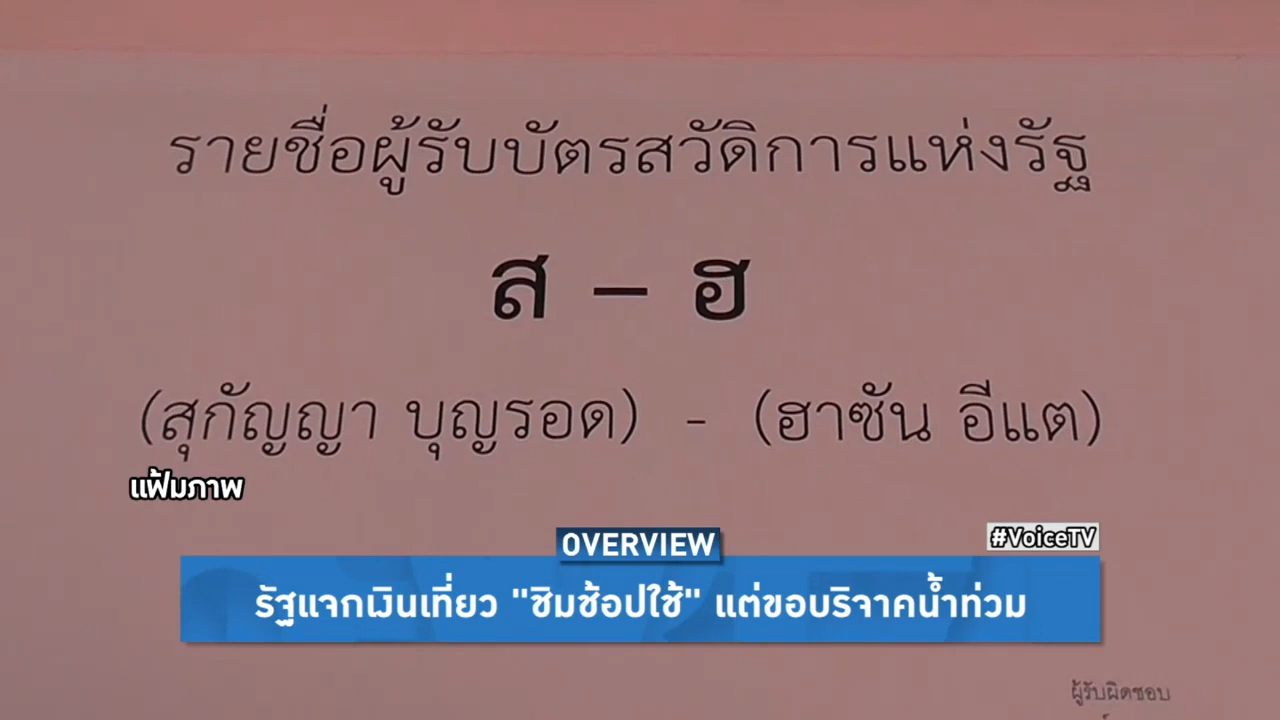 รายชื่อผู้รับบัตรสวัดิการแห่งรัฐ
ส – ฮ
(สุกัญญา บุญรอด) - (ฮาซัน อีแต)
แฟ้มภาพ
OVERVIEW
#VoiceTV
รัฐแจกเงินเที่ยว "ชิมช้อปใช้" แต่ขอบริจาคน้ำท่วม
ผู้รับผิดชอบ